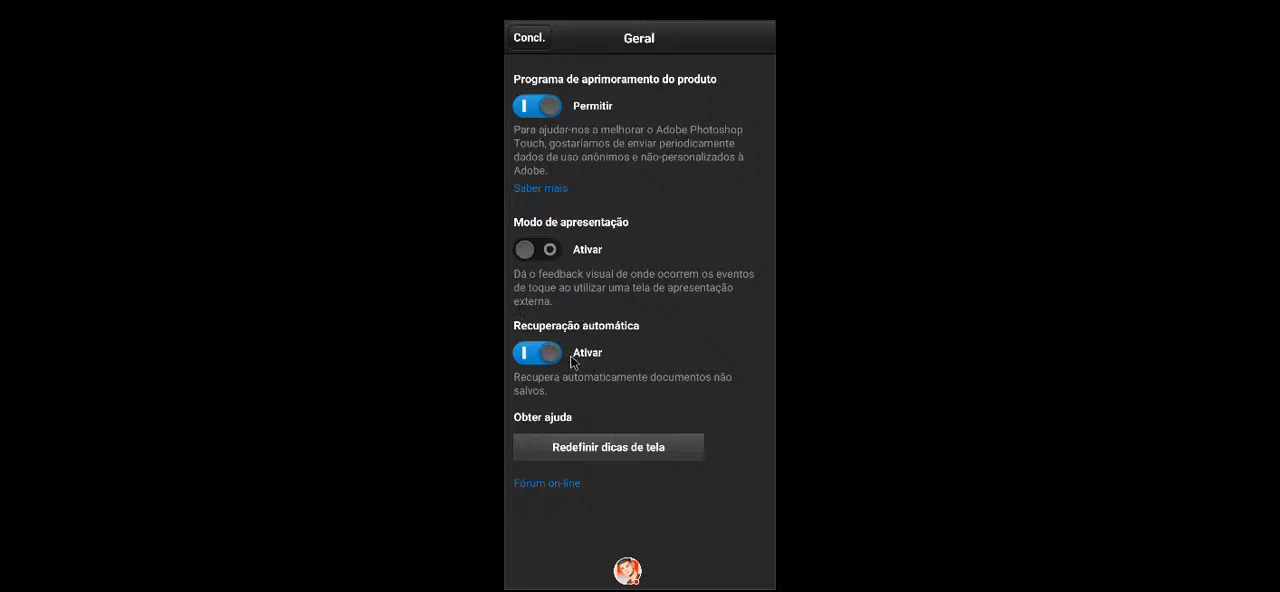 Concl.
Geral
Programa de aprimoramento do produto
Permitir
Para ajudar-nos a melhorar o Adobe Photoshop
Touch, gostaríamos de enviar periodicamente
dados de uso anônimos e não-personalizados à
Adobe.
Saber mais
Modo de apresentação
Ativar
Dá o feedback visual de onde ocorrem os eventos
de toque ao utilizar uma tela de apresentação
externa.
Recuperação automática
Ativar
Recupera automaticamente documentos não
salvos.
Obter ajuda
Redefinir dicas de tela
Fórum on-line